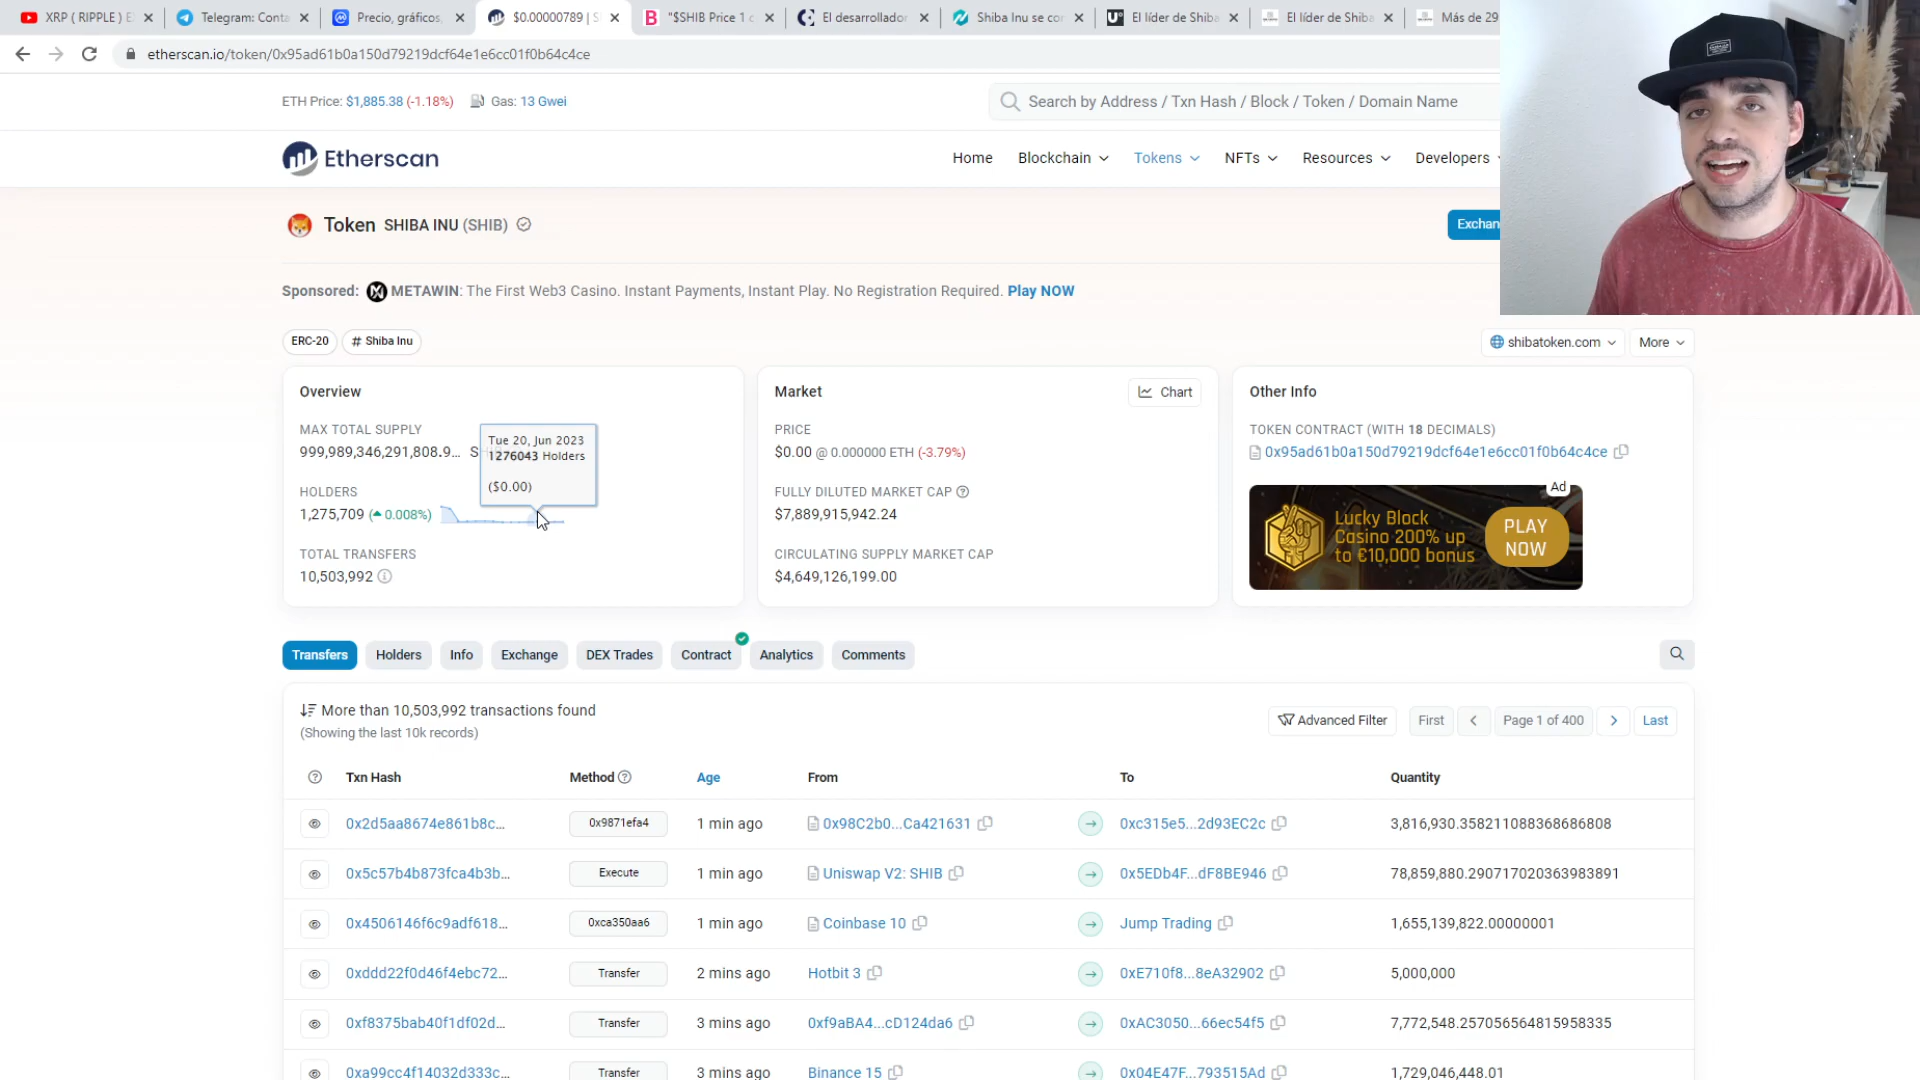 XRP ( RIPPLE ) E
Telegram: Conta
Precio, gráficos,
$0.00000789 | S
"$SHIB Price 1 c
El desarrollador
Shiba Inu se con
El líder de Shiba
El líder de Shiba
Más de 29
etherscan.io/token/0x95ad61b0a150d79219dcf64e1e6cc01f0b64c4ce
ETH Price: $1,885.38 (-1.18%) Gas: 13 Gwei
Search by Address / Txn Hash / Block / Token / Domain Name
Etherscan
Home Blockchain Tokens NFTs Resources Developers
Token SHIBA INU (SHIB)
Exchan
Sponsored: METAWIN: The First Web3 Casino. Instant Payments, Instant Play. No Registration Required. Play NOW
ERC-20 # Shiba Inu
shibatoken.com More
Overview
MAX TOTAL SUPPLY
999,989,346,291,808.9... S
Tue 20, Jun 2023
1276043 Holders
($0.00)
HOLDERS
1,275,709 (0.008%)
TOTAL TRANSFERS
10,503,992
Market
Chart
PRICE
$0.00 @ 0.000000 ETH (-3.79%)
FULLY DILUTED MARKET CAP
$7,889,915,942.24
CIRCULATING SUPPLY MARKET CAP
$4,649,126,199.00
Other Info
TOKEN CONTRACT (WITH 18 DECIMALS)
0x95ad61b0a150d79219dcf64e1e6cc01f0b64c4ce
Ad
Lucky Block
Casino 200% up
to €10,000 bonus
PLAY
NOW
Transfers Holders Info Exchange DEX Trades Contract Analytics Comments
More than 10,503,992 transactions found
(Showing the last 10k records)
Advanced Filter First Page 1 of 400 Last
Txn Hash Method Age From To Quantity
0x2d5aa8674e861b8c... 0x9871efa4 1 min ago 0x98C2b0...Ca421631 0xc315e5...2d93EC2c 3,816,930.358211088368686808
0x5c57b4b873fca4b3b... Execute 1 min ago Uniswap V2: SHIB 0x5EDb4F...dF8BE946 78,859,880.290717020363983891
0x4506146f6c9adf618... 0xca350aa6 1 min ago Coinbase 10 Jump Trading 1,655,139,822.00000001
0xddd22f0d46f4ebc72... Transfer 2 mins ago Hotbit 3 0xE710f8...8eA32902 5,000,000
0xf8375bab40f1df02d... Transfer 3 mins ago 0xf9aBA4...cD124da6 0xAC3050...66ec54f5 7,772,548.257056564815958335
0xa99cc4f14032d333c... Transfer 3 mins ago Binance 15 0x04E47F...793515Ad 1,729,046,448.01